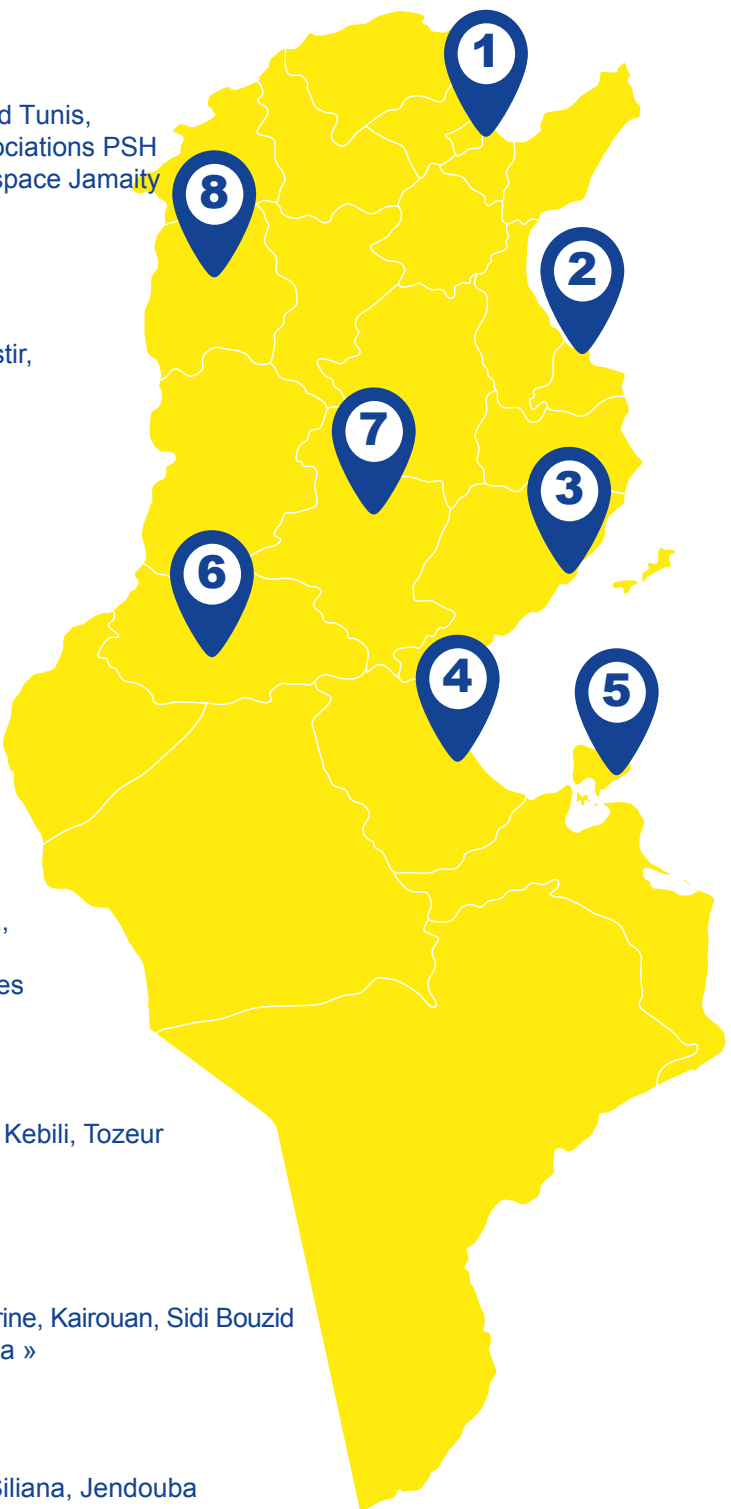 1
d Tunis,
ociations PSH
space Jamaity
8
2
stir,
7
3
6
4
5
,
es
Kebili, Tozeur
rine, Kairouan, Sidi Bouzid
a »
Siliana, Jendouba